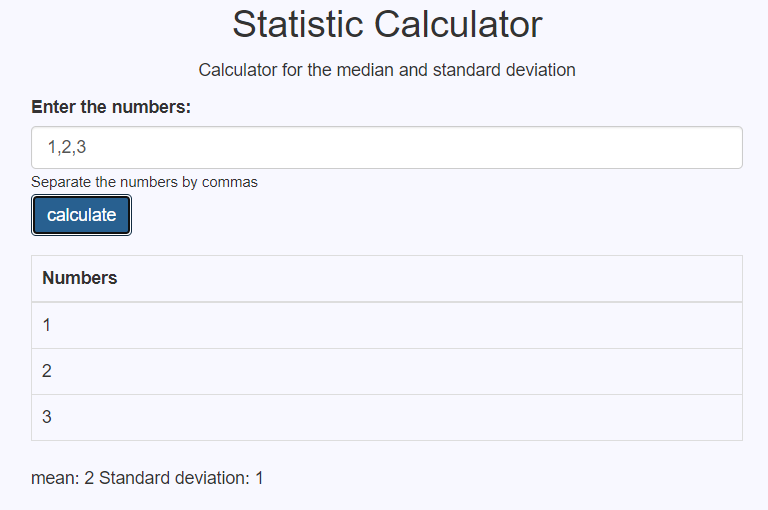 Statistic Calculator
Calculator for the median and standard deviation
Enter the numbers:
1,2,3
Separate the numbers by commas
calculate
Numbers
1
2
3
mean: 2 Standard deviation: 1